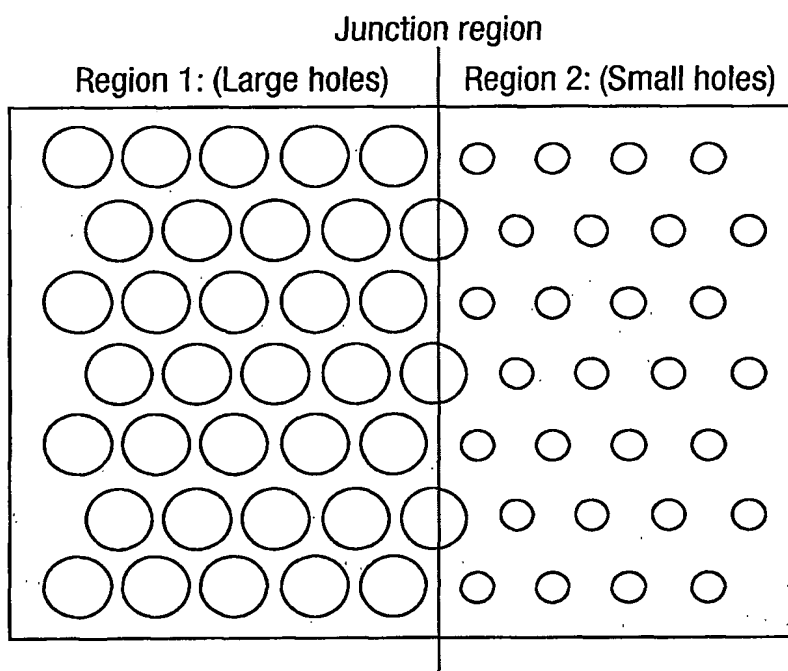 Junction region
Region 1: (Large holes)
Region 2: (Small holes)